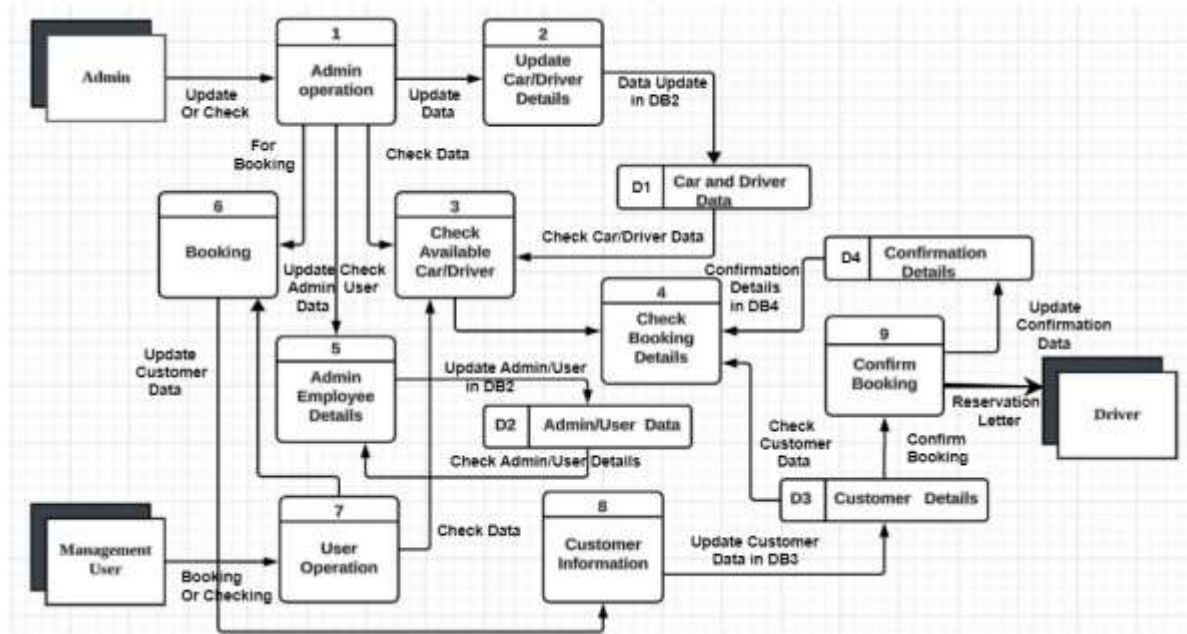 Admin
Update
Or Check
1
Admin
operation
Update
Data
2
Update
Car/Driver
Details
Data Update
in DB2
For
Booking
Check Data
D1
Car and Driver
Data
6
Booking
3
Check
Available
Car/Driver
Check Car/Driver Data
Update Check
Admin User
Data
Confirmation
Details
in DB4
D4
Confirmation
Details
4
Check
Booking
Details
Update
Confirmation
Data
9
Confirm
Booking
Reservation
Letter
Driver
Update
Customer
Data
5
Admin
Employee
Details
Update Admin/User
in DB2
D2
Admin/User Data
Check Admin/User Details
Check
Customer
Data
Confirm
Booking
D3
Customer Details
Management
User
Booking
Or Checking
7
User
Operation
Check Data
8
Customer
Information
Update Customer
Data in DB3